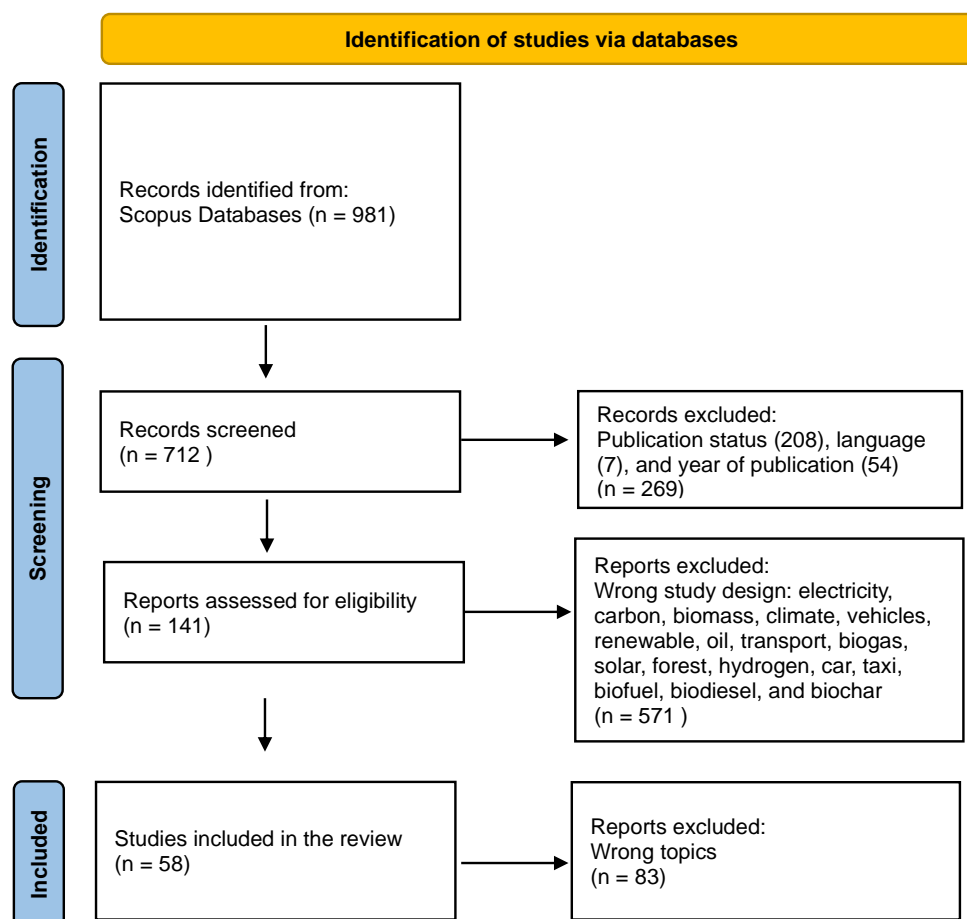 Identification of studies via databases
Identification
Records identified from:
Scopus Databases (n = 981)
Screening
Records screened
(n = 712 )
Records excluded:
Publication status (208), language
(7), and year of publication (54)
(n = 269)
Reports assessed for eligibility
(n = 141)
Reports excluded:
Wrong study design: electricity,
carbon, biomass, climate, vehicles,
renewable, oil, transport, biogas,
solar, forest, hydrogen, car, taxi,
biofuel, biodiesel, and biochar
(n = 571 )
Included
Studies included in the review
(n = 58)
Reports excluded:
Wrong topics
(n = 83)